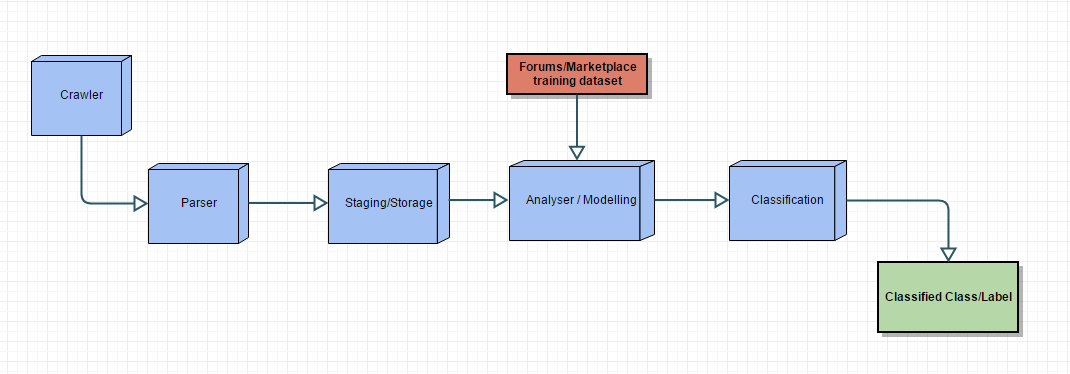 Crawler
Forums/Marketplace
training dataset
Parser
Staging/Storage
Analyser / Modelling
Classification
Classified Class/Label